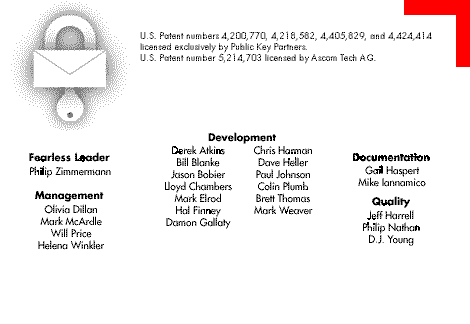 U.S. Patent numbers 4,200,770, 4,218,582, 4,405,829, and 4,424,414
licensed exclusively by Public Key Partners.
U.S. Patent number 5,214,703 licensed by Ascom Tech AG.
Fearless Leader
Philip Zimmermann
Management
Olivia Dillan
Mark McArdle
Will Price
Helena Winkler
Development
Derek Atkins
Bill Blanke
Jason Bobier
Lloyd Chambers
Mark Elrod
Hal Finney
Damon Gallaty
Chris Harman
Dave Heller
Paul Johnson
Colin Plumb
Brett Thomas
Mark Weaver
Documentation
Gail Haspert
Mike Iannamico
Quality
Jeff Harrell
Philip Nathan
D.J. Young